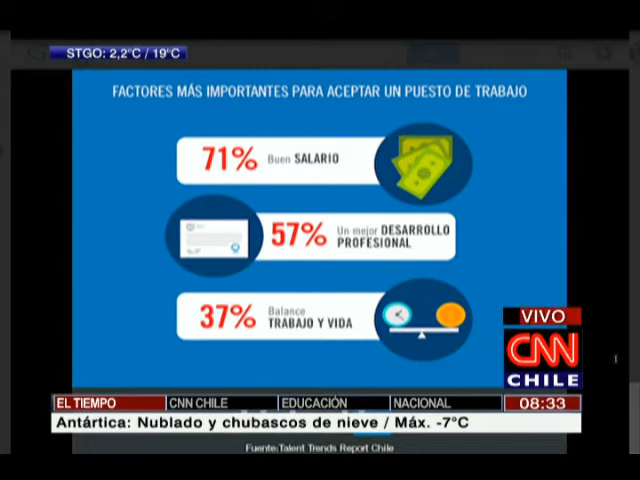 STGO: 2,2°C / 19°C
FACTORES MÁS IMPORTANTES PARA ACEPTAR UN PUESTO DE TRABAJO
71% Buen SALARIO
57% Un mejor DESARROLLO
PROFESIONAL
37% Balance
TRABAJO Y VIDA
VIVO
CNN
CHILE
EL TIEMPO CNN CHILE EDUCACIÓN NACIONAL 08:33
Antártica: Nublado y chubascos de nieve / Máx. -7°C
Fuente:Talent Trends Report Chile